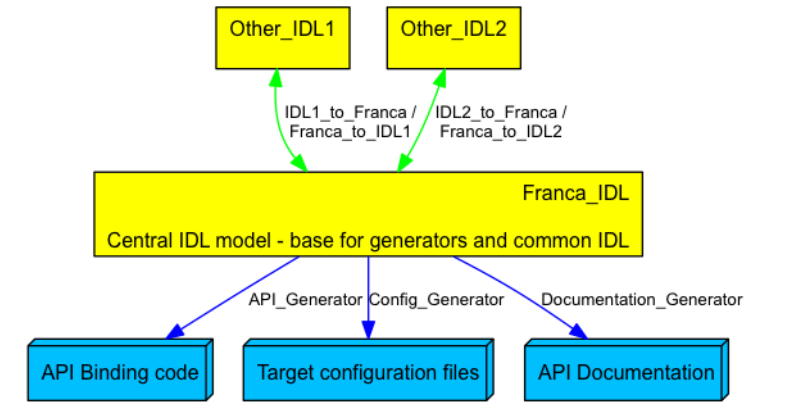 Other_IDL1
Other_IDL2
IDL1_to_Franca /
Franca_to_IDL1
IDL2_to_Franca /
Franca_to_IDL2
Franca_IDL
Central IDL model - base for generators and common IDL
API_Generator
Config_Generator
Documentation_Generator
API Binding code
Target configuration files
API Documentation